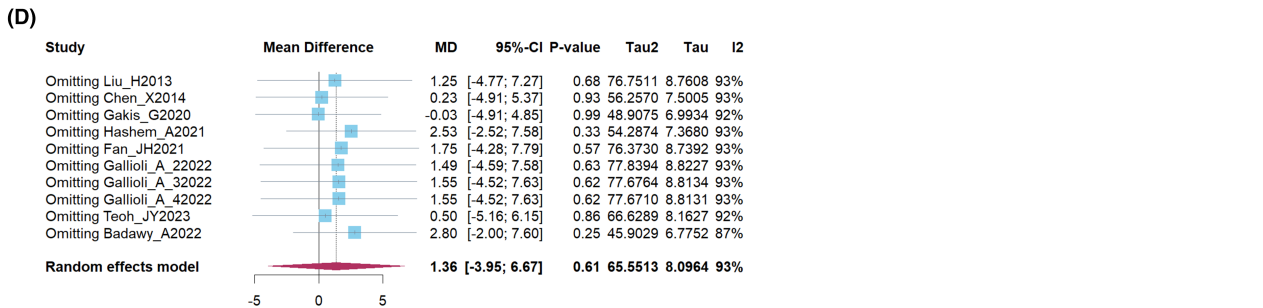 (D)
Study Mean Difference MD 95%-CI P-value Tau2 Tau I2
Omitting Liu_H2013 1.25 [-4.77; 7.27] 0.68 76.7511 8.7608 93%
Omitting Chen_X2014 0.23 [-4.91; 5.37] 0.93 56.2570 7.5005 93%
Omitting Gakis_G2020 -0.03 [-4.91; 4.85] 0.99 48.9075 6.9934 92%
Omitting Hashem_A2021 2.53 [-2.52; 7.58] 0.33 54.2874 7.3680 93%
Omitting Fan_JH2021 1.75 [-4.28; 7.79] 0.57 76.3730 8.7392 93%
Omitting Gallioli_A_22022 1.49 [-4.59; 7.58] 0.63 77.8394 8.8227 93%
Omitting Gallioli_A_32022 1.55 [-4.52; 7.63] 0.62 77.6764 8.8134 93%
Omitting Gallioli_A_42022 1.55 [-4.52; 7.63] 0.62 77.6710 8.8131 93%
Omitting Teoh_JY2023 0.50 [-5.16; 6.15] 0.86 66.6289 8.1627 92%
Omitting Badawy_A2022 2.80 [-2.00; 7.60] 0.25 45.9029 6.7752 87%
Random effects model 1.36 [-3.95; 6.67] 0.61 65.5513 8.0964 93%
-5 0 5